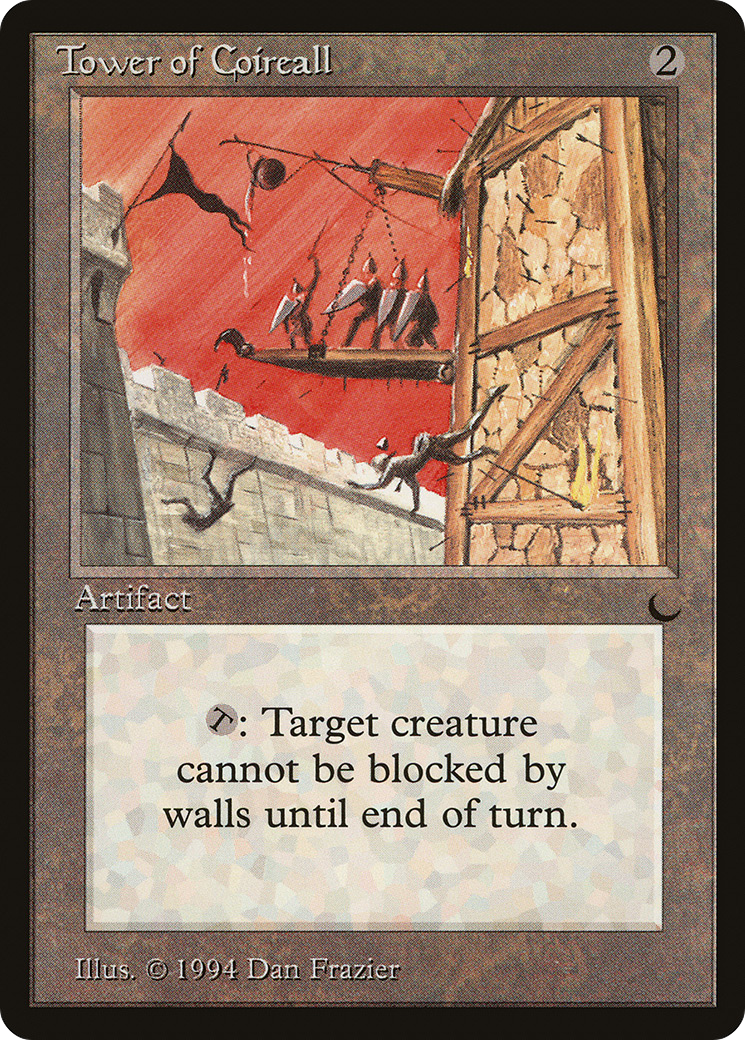 Tower of Coireall
2
Artifact
T: Target creature
cannot be blocked by
walls until end of turn.
Illus. © 1994 Dan Frazier